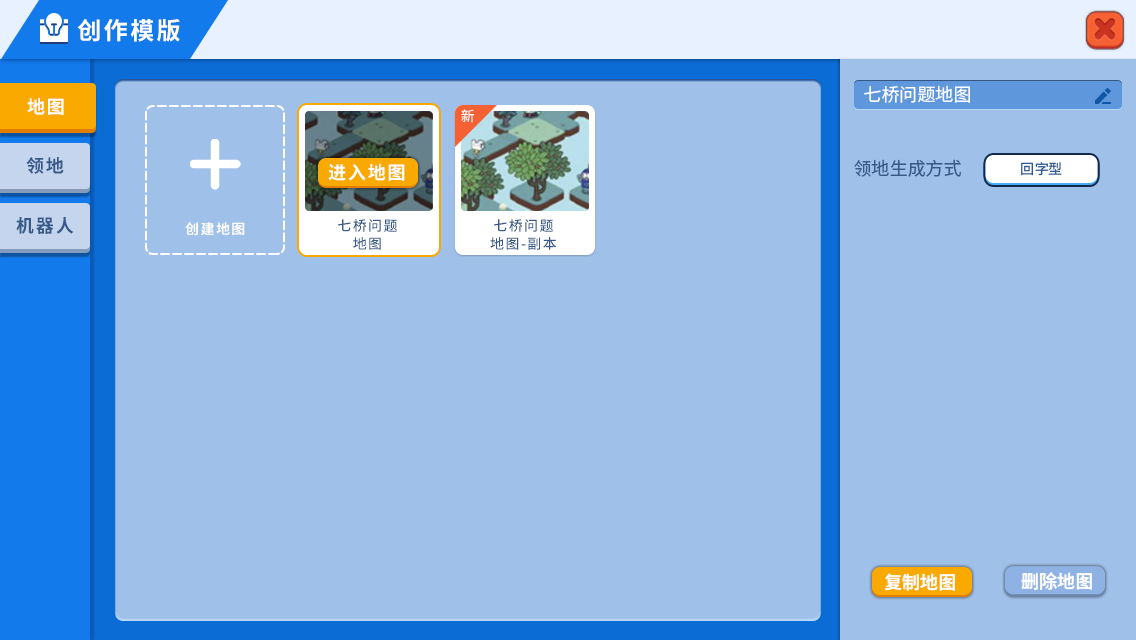 创作模版
地图
领地
机器人
创建地图
进入地图
七桥问题
地图
新
七桥问题
地图-副本
七桥问题地图
领地生成方式
回字型
复制地图
删除地图